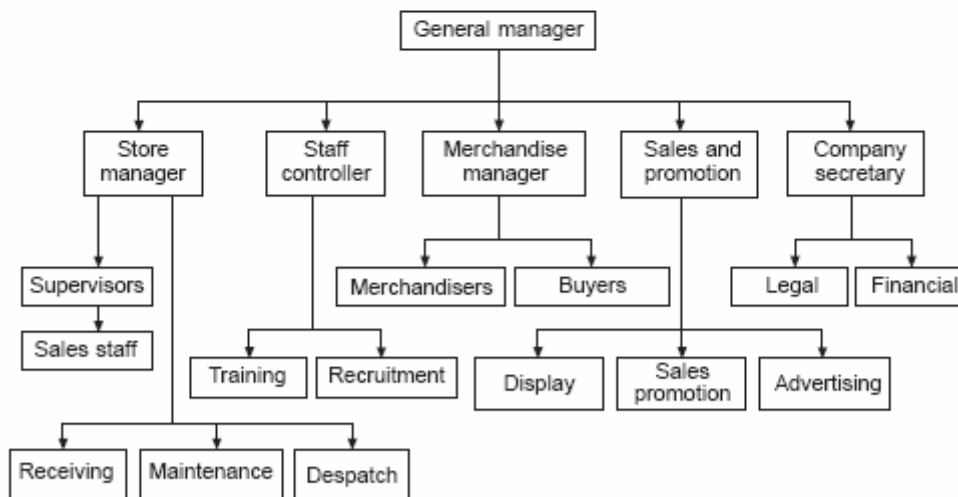 General manager
Store
manager
Staff
controller
Merchandise
manager
Sales and
promotion
Company
secretary
Supervisors
Merchandisers
Buyers
Legal
Financial
Sales staff
Training
Recruitment
Display
Sales
promotion
Advertising
Receiving
Maintenance
Despatch